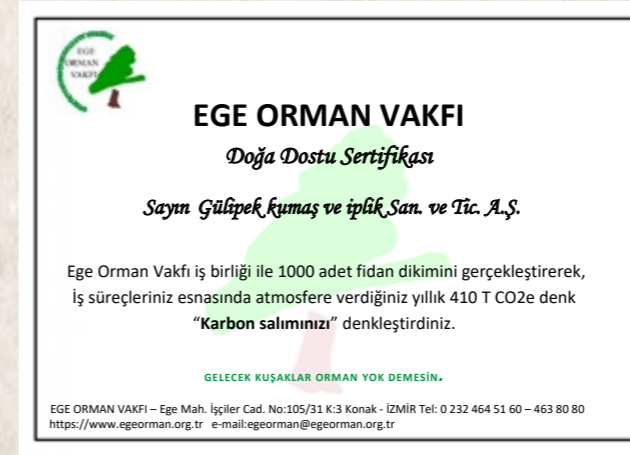 EGE
ORMAN
VAKFI
EGE ORMAN VAKFI
Doğa Dostu Sertifikası
Sayın Gülipek kumaş ve iplik San. ve Tic. A.Ş.
Ege Orman Vakfı iş birliği ile 1000 adet fidan dikimini gerçekleştirerek,
İş süreçleriniz esnasında atmosfere verdiğiniz yıllık 410 T CO2e denk
“Karbon salımınızı” denkleştirdiniz.
GELECEK KUŞAKLAR ORMAN YOK DEMESİN.
EGE ORMAN VAKFI – Ege Mah. İşçiler Cad. No:105/31 K:3 Konak - İZMİR Tel: 0 232 464 51 60 – 463 80 80
https://www.egeorman.org.tr e-mail:egeorman@egeorman.org.tr